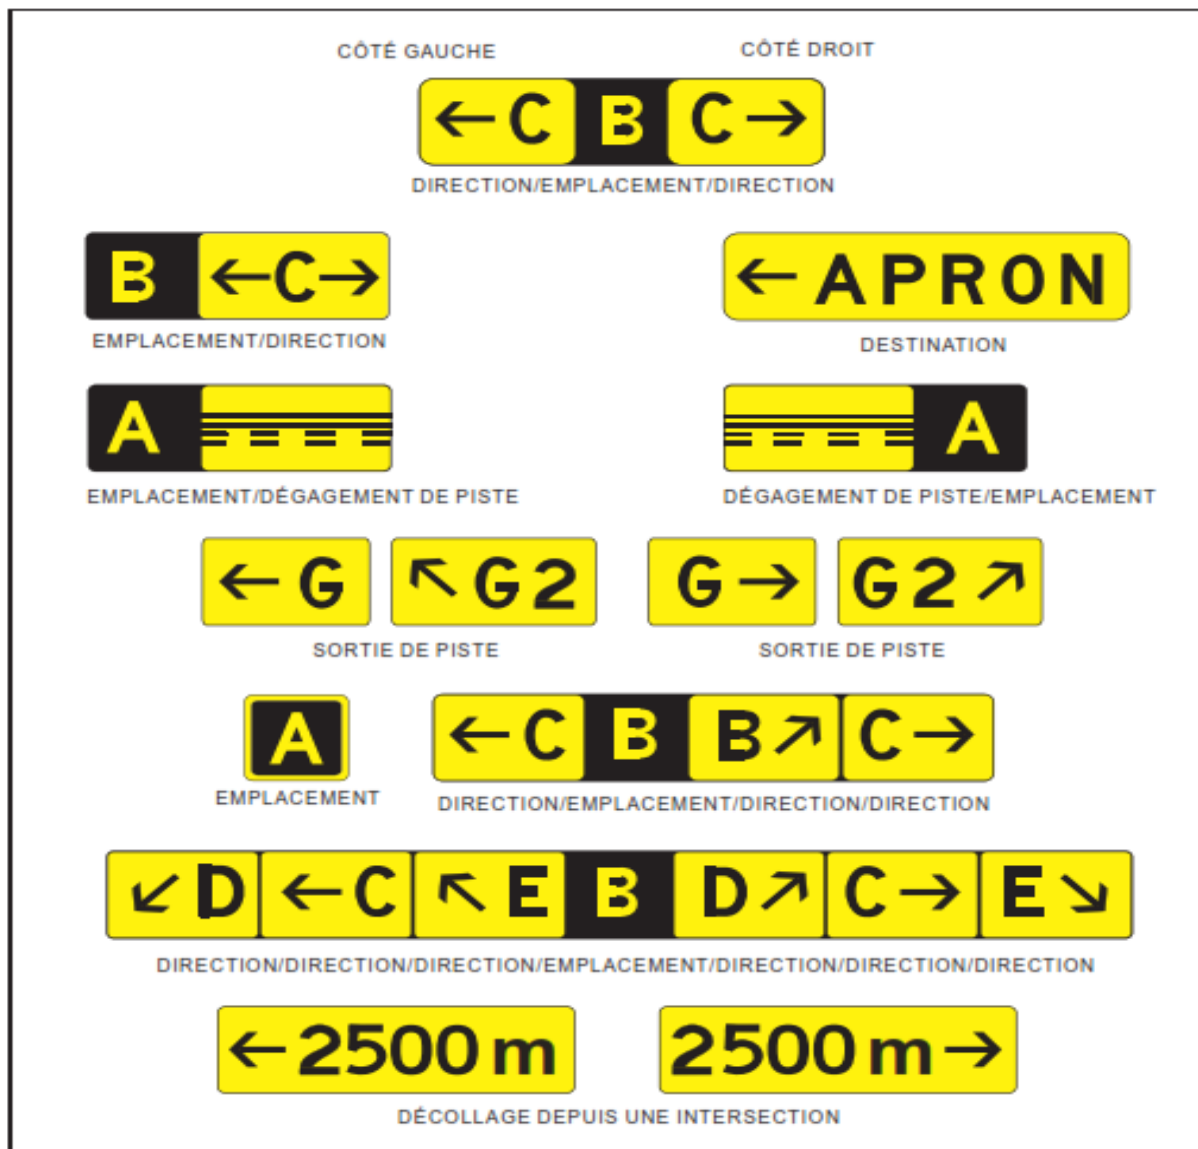 CÔTÉ GAUCHE CÔTÉ DROIT
←C B C→
DIRECTION/EMPLACEMENT/DIRECTION
B ←C→ ←APRON
EMPLACEMENT/DIRECTION DESTINATION
A A
EMPLACEMENT/DÉGAGEMENT DE PISTE DÉGAGEMENT DE PISTE/EMPLACEMENT
←G ↖G2 G→ G2↗
SORTIE DE PISTE SORTIE DE PISTE
A ←C B B↗ C→
EMPLACEMENT DIRECTION/EMPLACEMENT/DIRECTION/DIRECTION
↙D ←C ↖E B D↗ C→ E↘
DIRECTION/DIRECTION/DIRECTION/EMPLACEMENT/DIRECTION/DIRECTION/DIRECTION
←2500 m 2500 m→
DÉCOLLAGE DEPUIS UNE INTERSECTION